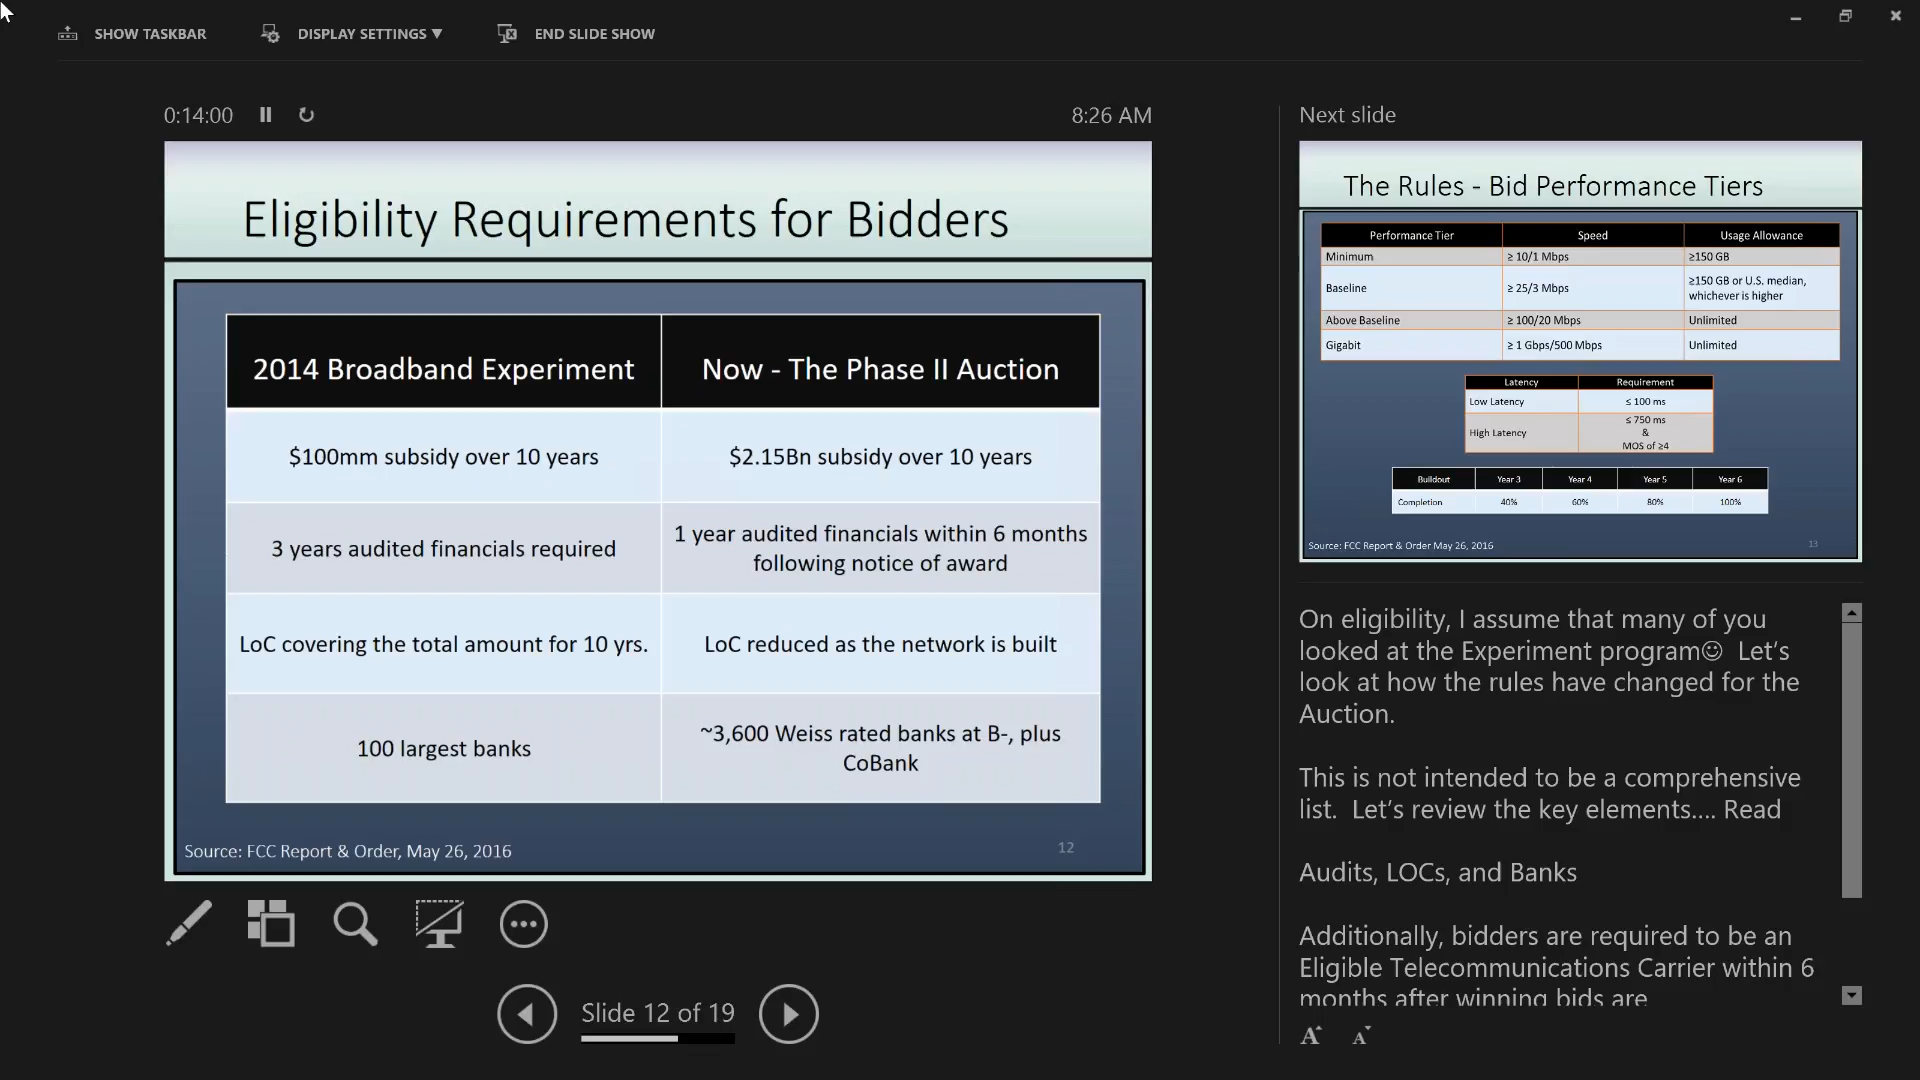 SHOW TASKBAR
DISPLAY SETTINGS ▼
END SLIDE SHOW
0:14:00
8:26 AM
Eligibility Requirements for Bidders
2014 Broadband Experiment
Now - The Phase II Auction
$100mm subsidy over 10 years
$2.15Bn subsidy over 10 years
3 years audited financials required
1 year audited financials within 6 months
following notice of award
LoC covering the total amount for 10 yrs.
LoC reduced as the network is built
100 largest banks
~3,600 Weiss rated banks at B-, plus
CoBank
Source: FCC Report & Order, May 26, 2016
12
Slide 12 of 19
Next slide
The Rules - Bid Performance Tiers
Performance Tier
Speed
Usage Allowance
Minimum
≥ 10/1 Mbps
≥150 GB
Baseline
≥ 25/3 Mbps
≥150 GB or U.S. median,
whichever is higher
Above Baseline
≥ 100/20 Mbps
Unlimited
Gigabit
≥ 1 Gbps/500 Mbps
Unlimited
Latency
Requirement
Low Latency
≤ 100 ms
High Latency
≤ 750 ms
&
MOS of ≥4
Buildout
Year 3
Year 4
Year 5
Year 6
Completion
40%
60%
80%
100%
Source: FCC Report & Order May 26, 2016
13
On eligibility, I assume that many of you
looked at the Experiment program☺ Let's
look at how the rules have changed for the
Auction.
This is not intended to be a comprehensive
list. Let's review the key elements.... Read
Audits, LOCs, and Banks
Additionally, bidders are required to be an
Eligible Telecommunications Carrier within 6
months after winning bids are
A
A